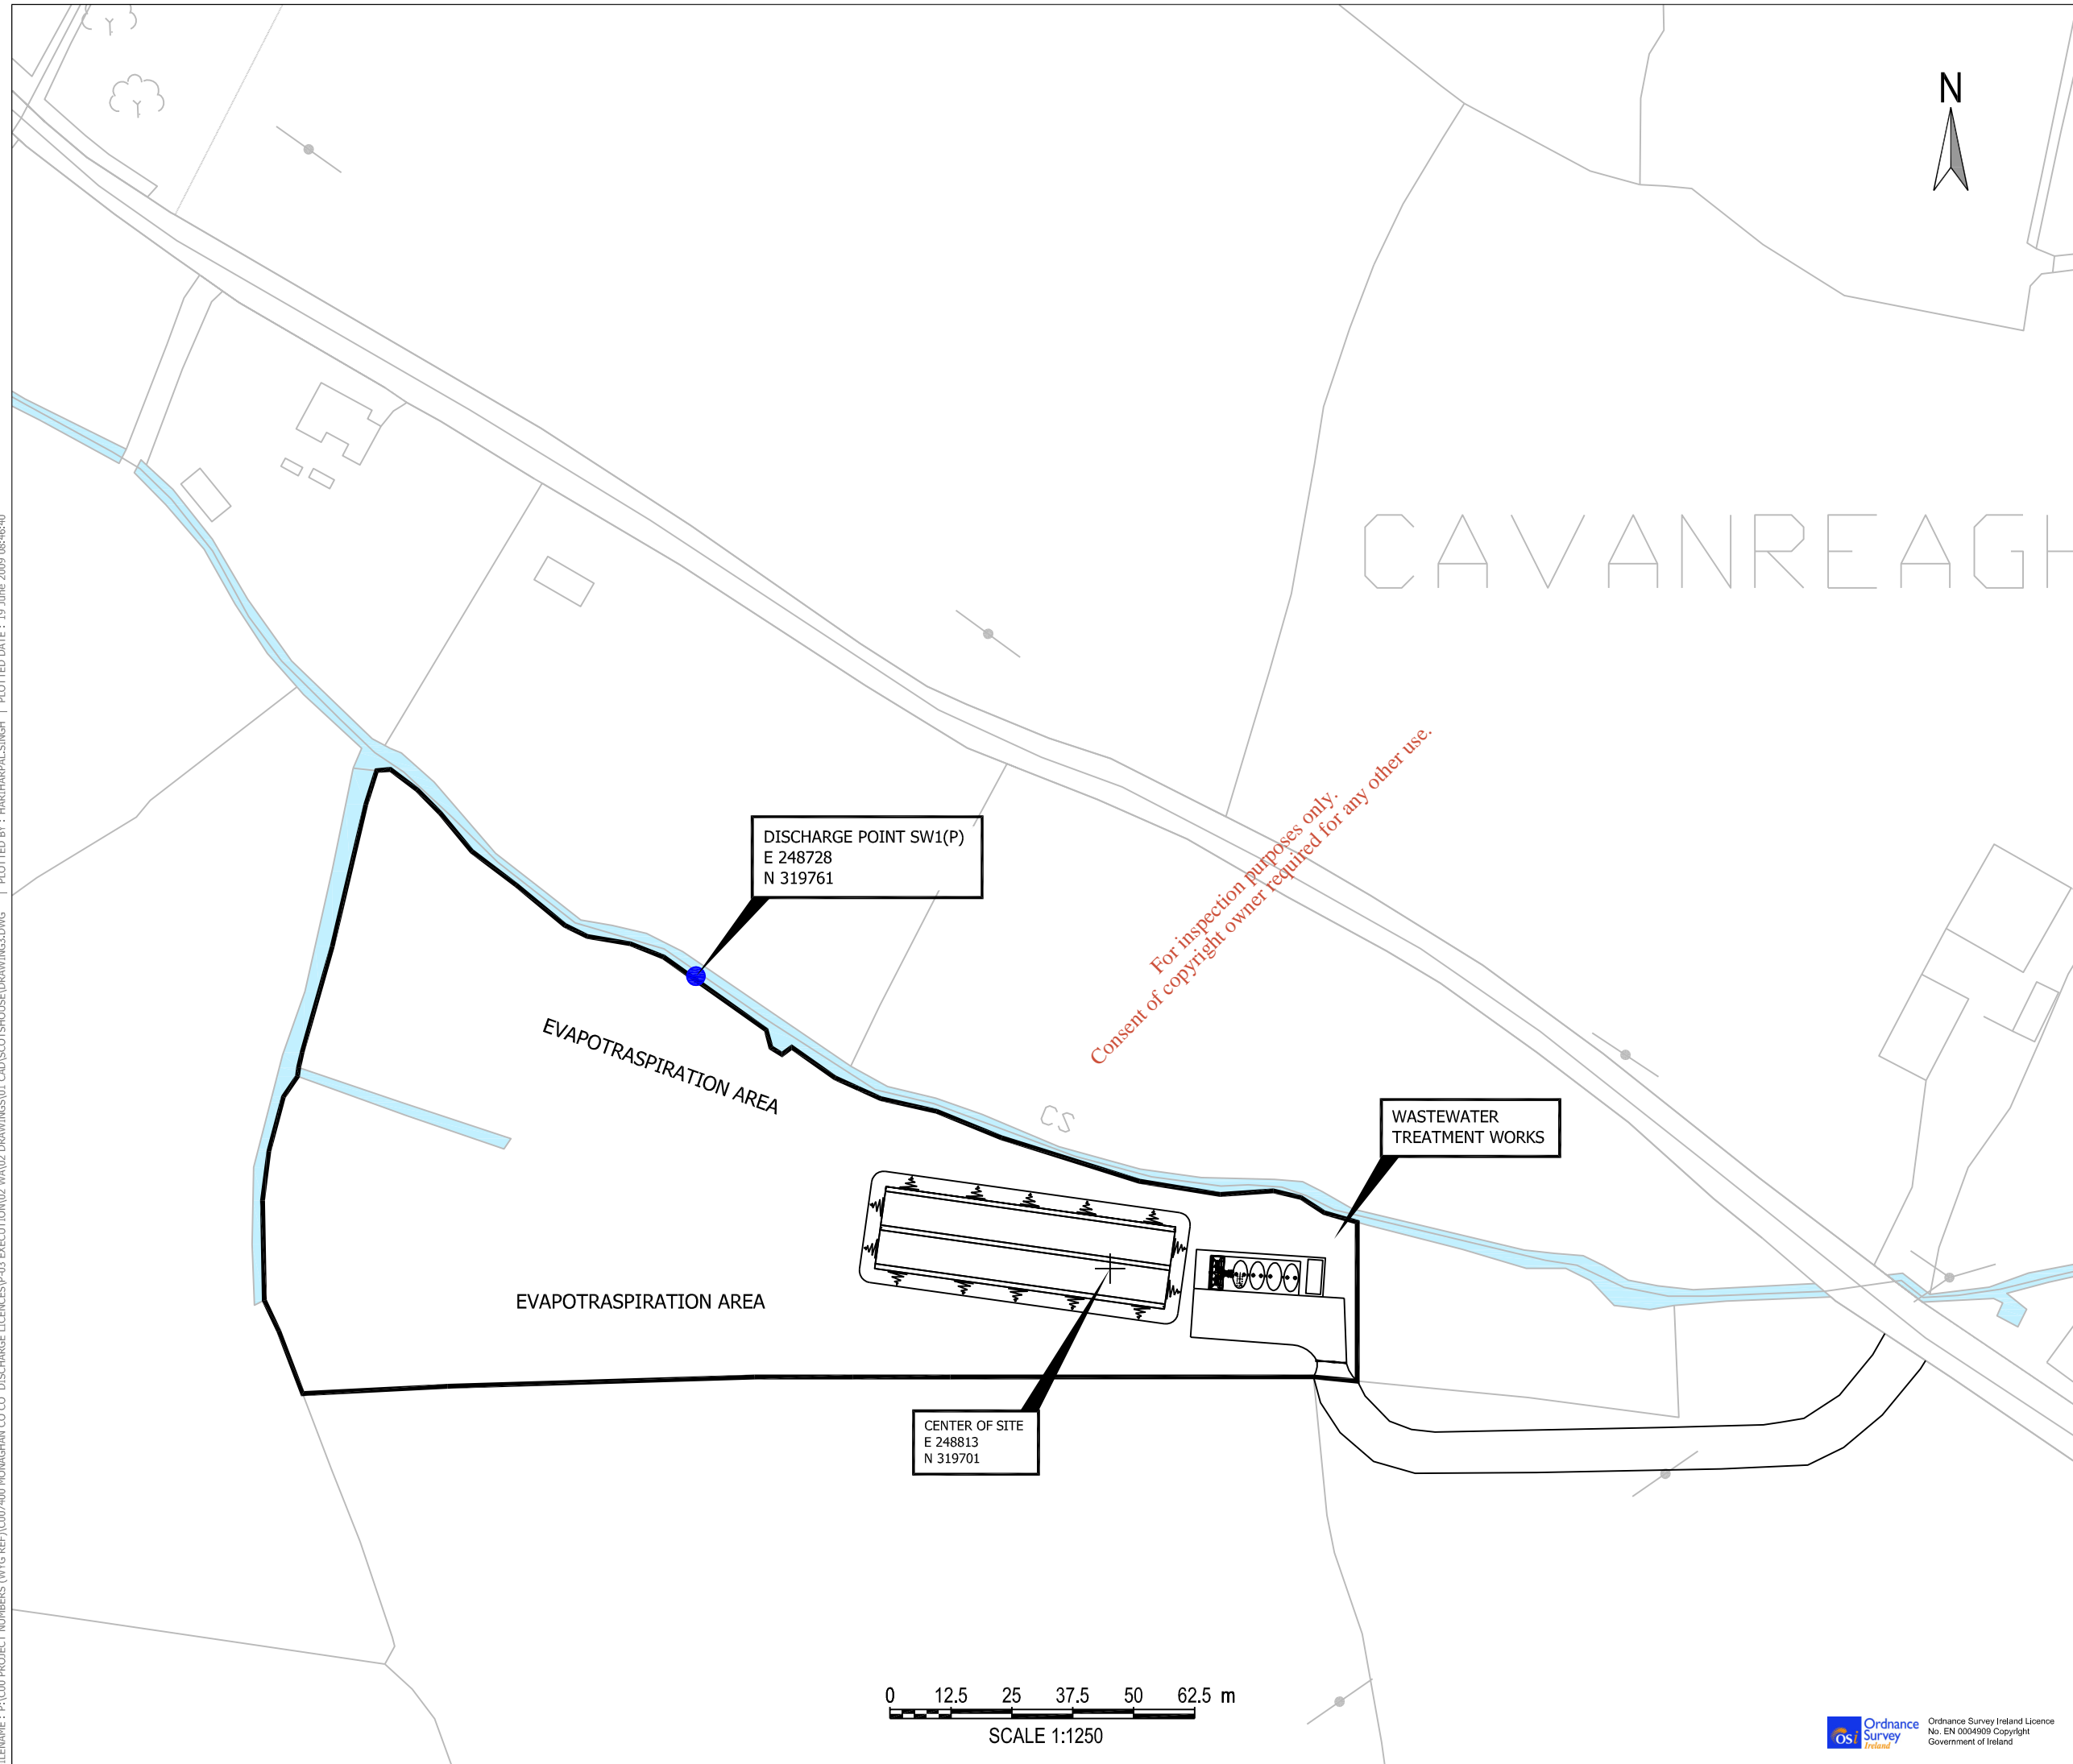 N
CAVANREAGH
For inspection purposes only.
Consent of copyright owner required for any other use.
DISCHARGE POINT SW1(P)
E 248728
N 319761
EVAPOTRASPIRATION AREA
CS
WASTEWATER
TREATMENT WORKS
EVAPOTRASPIRATION AREA
CENTER OF SITE
E 248813
N 319701
0 12.5 25 37.5 50 62.5 m
SCALE 1:1250
osi Ordnance
Survey
Ireland
Ordnance Survey Ireland Licence
No. EN 0004909 Copyright
Government of Ireland